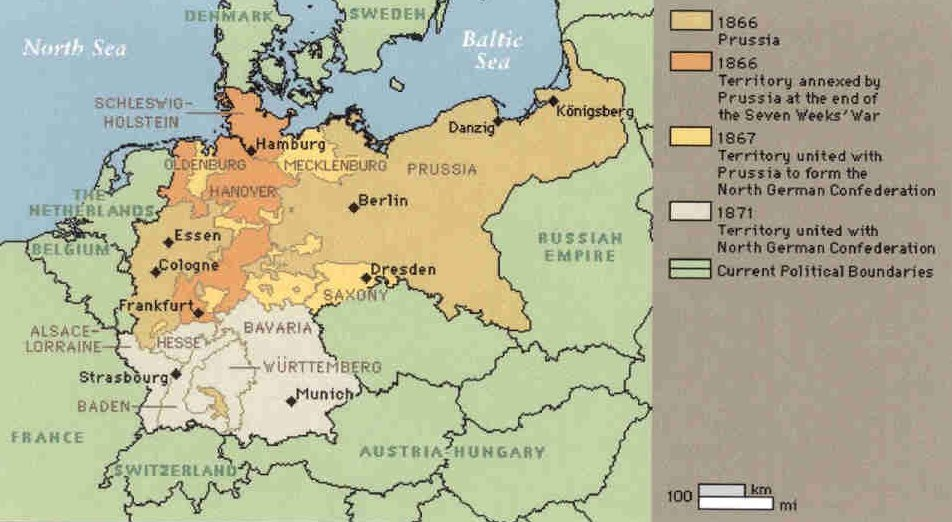 DENMARK
SWEDEN
North Sea
Baltic
Sea
SCHLESWIG-
HOLSTEIN
Königsberg
Danzig
Hamburg
OLDENBURG
MECKLENBURG
PRUSSIA
HANOVER
THE
NETHERLANDS
Berlin
Essen
BELGIUM
RUSSIAN
EMPIRE
Cologne
Dresden
SAXONY
Frankfurt
ALSACE-
LORRAINE
HESSE
BAVARIA
WÜRTTEMBERG
Strasbourg
Munich
BADEN
FRANCE
AUSTRIA-HUNGARY
SWITZERLAND
1866
Prussia
1866
Territory annexed by
Prussia at the end of
the Seven Weeks' War
1867
Territory united with
Prussia to form the
North German Confederation
1871
Territory united with
North German Confederation
Current Political Boundaries
100 km
mi